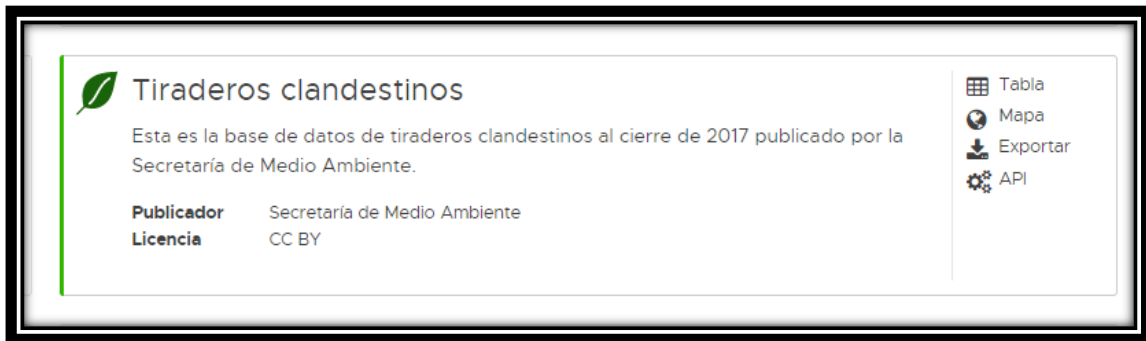 Tiraderos clandestinos
Esta es la base de datos de tiraderos clandestinos al cierre de 2017 publicado por la
Secretaría de Medio Ambiente.
Publicador Secretaría de Medio Ambiente
Licencia CC BY
Tabla
Mapa
Exportar
API